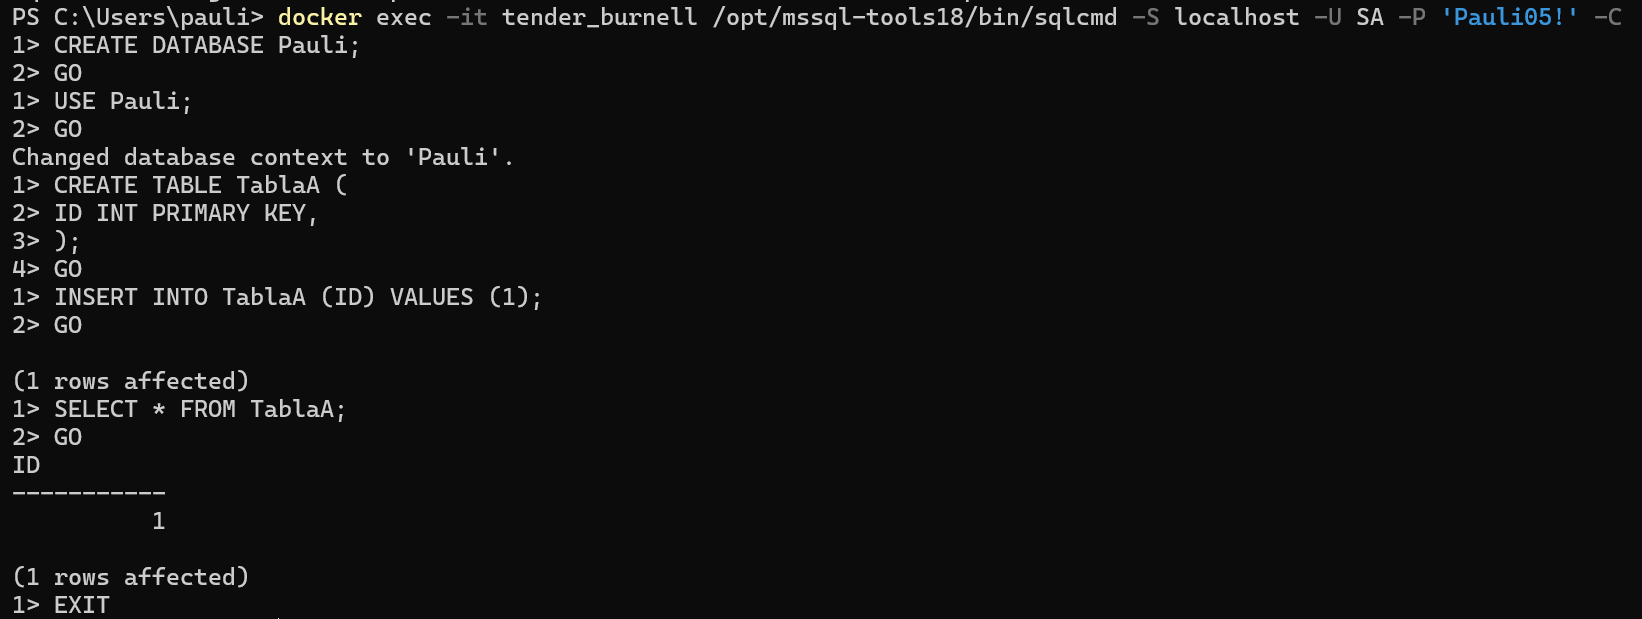 PS C:\Users\pauli> docker exec -it tender_burnell /opt/mssql-tools18/bin/sqlcmd -S localhost -U SA -P 'Pauli05!' -C
1> CREATE DATABASE Pauli;
2> GO
1> USE Pauli;
2> GO
Changed database context to 'Pauli'.
1> CREATE TABLE TablaA (
2> ID INT PRIMARY KEY,
3> );
4> GO
1> INSERT INTO TablaA (ID) VALUES (1);
2> GO
(1 rows affected)
1> SELECT * FROM TablaA;
2> GO
ID
-----------
1
(1 rows affected)
1> EXIT